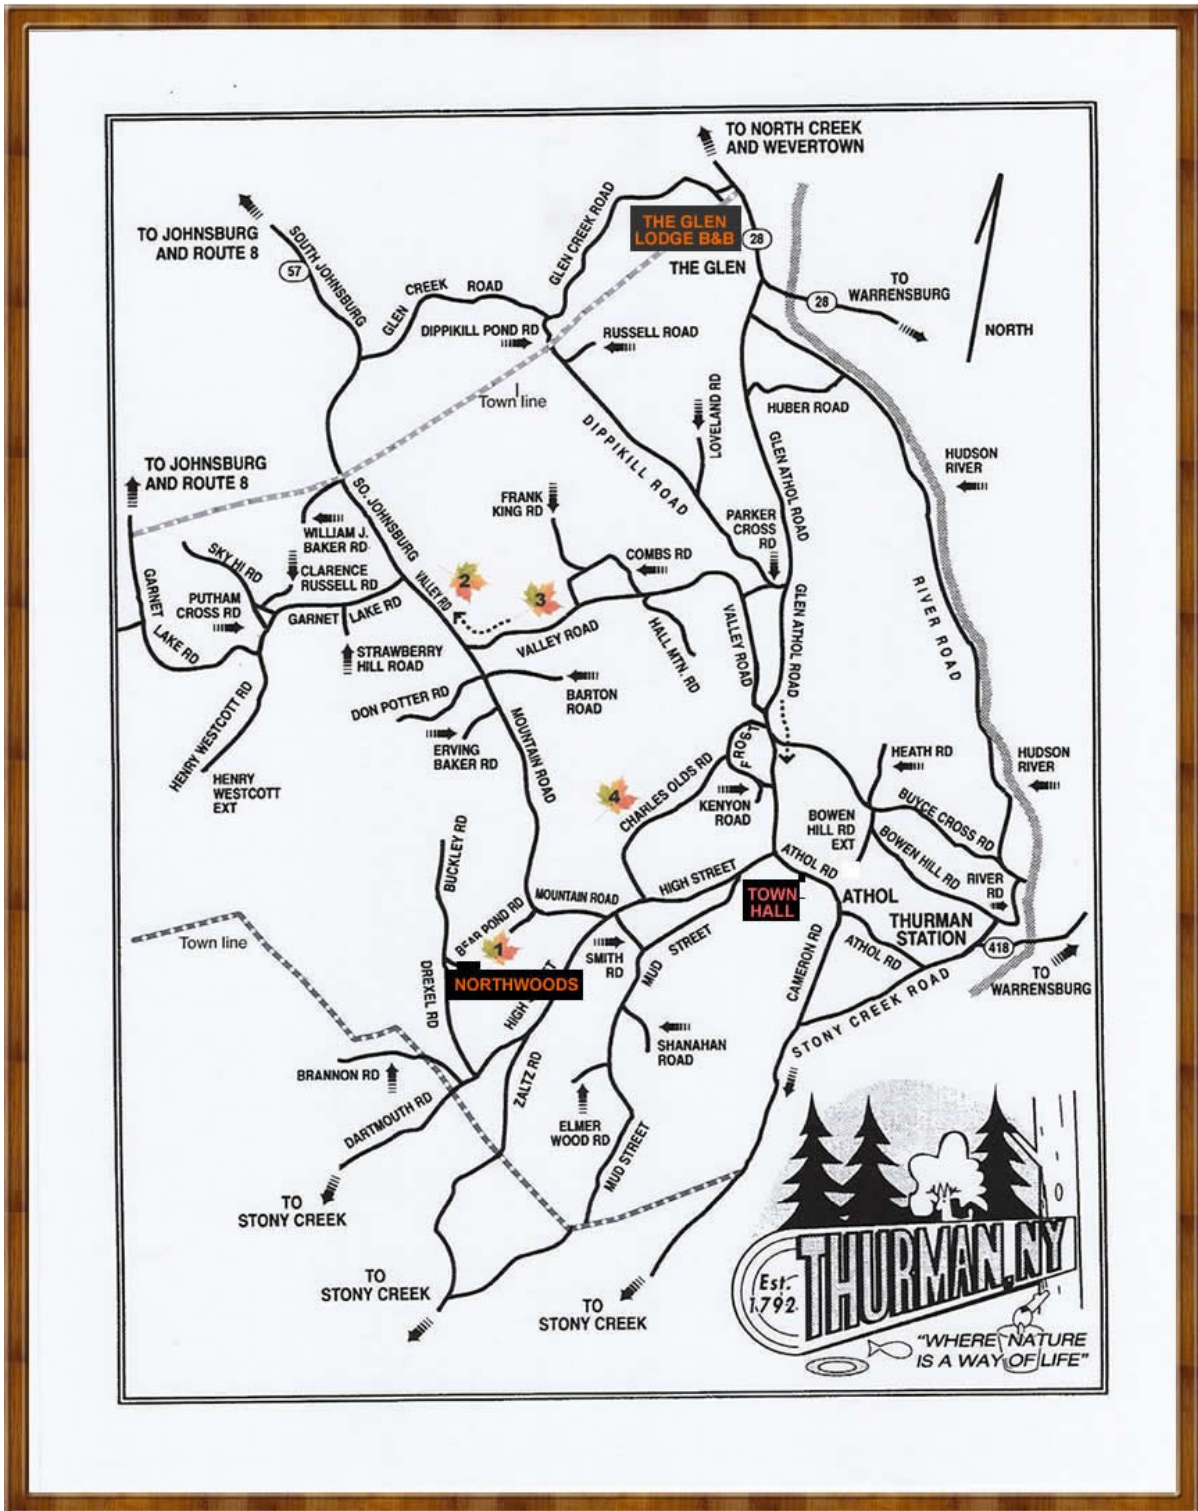 TO NORTH CREEK
AND WEVERTOWN
TO JOHNSBURG
AND ROUTE 8
SOUTH JOHNSBURG
57
GLEN CREEK ROAD
THE GLEN
LODGE B&B
28
THE GLEN
TO
WARRENSBURG
28
NORTH
GLEN CREEK ROAD
DIPPIKILL POND RD
RUSSELL ROAD
Town line
LOVELAND RD
HUBER ROAD
DIPPIKILL ROAD
GLEN ATHOL ROAD
HUDSON
RIVER
TO JOHNSBURG
AND ROUTE 8
SO. JOHNSBURG
FRANK
KING RD
PARKER
CROSS
RD
WILLIAM J.
BAKER RD
SKY HI RD
CLARENCE
RUSSELL RD
COMBS RD
GARNET
LAKE RD
PUTHAM
CROSS RD
GARNET LAKE RD
VALLEY RD
2
3
VALLEY ROAD
HALL MTN. RD
VALLEY ROAD
GLEN ATHOL ROAD
RIVER ROAD
STRAWBERRY
HILL ROAD
DON POTTER RD
BARTON
ROAD
HENRY WESTCOTT RD
ERVING
BAKER RD
MOUNTAIN ROAD
HENRY
WESTCOTT
EXT
FROST
HEATH RD
HUDSON
RIVER
CHARLES OLDS RD
4
KENYON
ROAD
BOWEN
HILL RD
EXT
BUYCE CROSS RD
BOWEN HILL RD
BUCKLEY RD
HIGH STREET
ATHOL RD
RIVER
RD
MOUNTAIN ROAD
TOWN
HALL
ATHOL
BEAR POND RD
1
THURMAN
STATION
418
Town line
SMITH
RD
MUD STREET
CAMERON RD
ATHOL RD
TO
WARRENSBURG
DREXEL RD
NORTHWOODS
STONY CREEK ROAD
SHANAHAN
ROAD
BRANNON RD
ZALTZ RD
DARTMOUTH RD
ELMER
WOOD RD
MUD STREET
TO
STONY CREEK
TO
STONY CREEK
TO
STONY CREEK
Est.
1792
THURMAN, NY
"WHERE NATURE
IS A WAY OF LIFE"